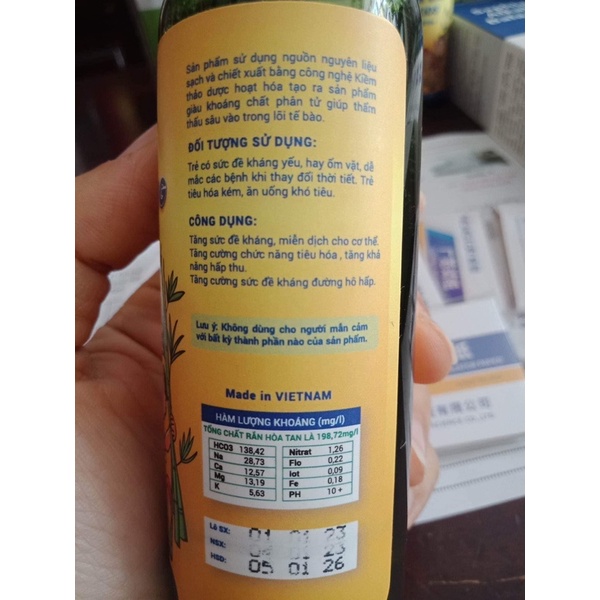 Sản phẩm sử dụng nguồn nguyên liệu
sạch và chiết xuất bằng công nghệ Kiềm
thảo dược hoạt hóa tạo ra sản phẩm
giàu khoáng chất phân tử giúp thẩm
thấu sâu vào trong lõi tế bào.
ĐỐI TƯỢNG SỬ DỤNG:
Trẻ có sức đề kháng yếu, hay ốm vặt, dễ
mắc các bệnh khi thay đổi thời tiết. Trẻ
tiêu hóa kém, ăn uống khó tiêu.
CÔNG DỤNG:
Tăng sức đề kháng, miễn dịch cho cơ thể.
Tăng cường chức năng tiêu hóa , tăng khả
năng hấp thu.
Tăng cường sức đề kháng đường hô hấp.
Lưu ý: Không dùng cho người mẫn cảm
với bất kỳ thành phần nào của sản phẩm.
Made in VIETNAM
HÀM LƯỢNG KHOÁNG (mg/l)
TỔNG CHẤT RẮN HÒA TAN LÀ 198,72mg/l
HCO3 138,42 Nitrat 1,26
Na 28,73 Flo 0,22
Ca 12,57 Iot 0,09
Mg 13,19 Fe 0,18
K 5,63 PH 10 +
Lô SX: 01 01 23
NSX: 01 23
HSD: 05 01 26